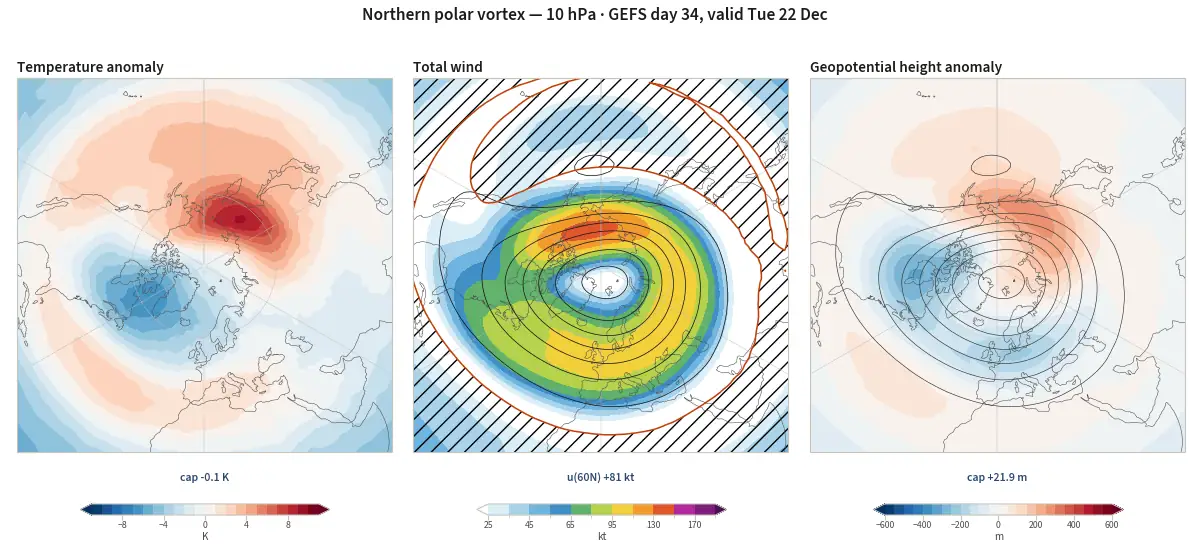 Northern polar vortex — 10 hPa · GEFS day 34, valid Tue 22 Dec
Temperature anomaly
Total wind
Geopotential height anomaly
cap -0.1 K
u(60N) +81 kt
cap +21.9 m
−8 −4 0 4 8
K
25 45 65 95 130 170
kt
−600 −400 −200 0 200 400 600
m